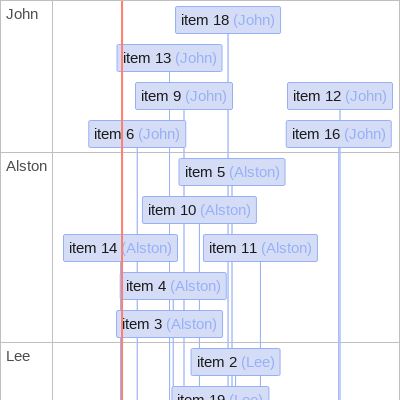 John
item 18 (John)
item 13 (John)
item 9 (John)
item 12 (John)
item 6 (John)
item 16 (John)
Alston
item 5 (Alston)
item 10 (Alston)
item 14 (Alston)
item 11 (Alston)
item 4 (Alston)
item 3 (Alston)
Lee
item 2 (Lee)
item 19 (Lee)